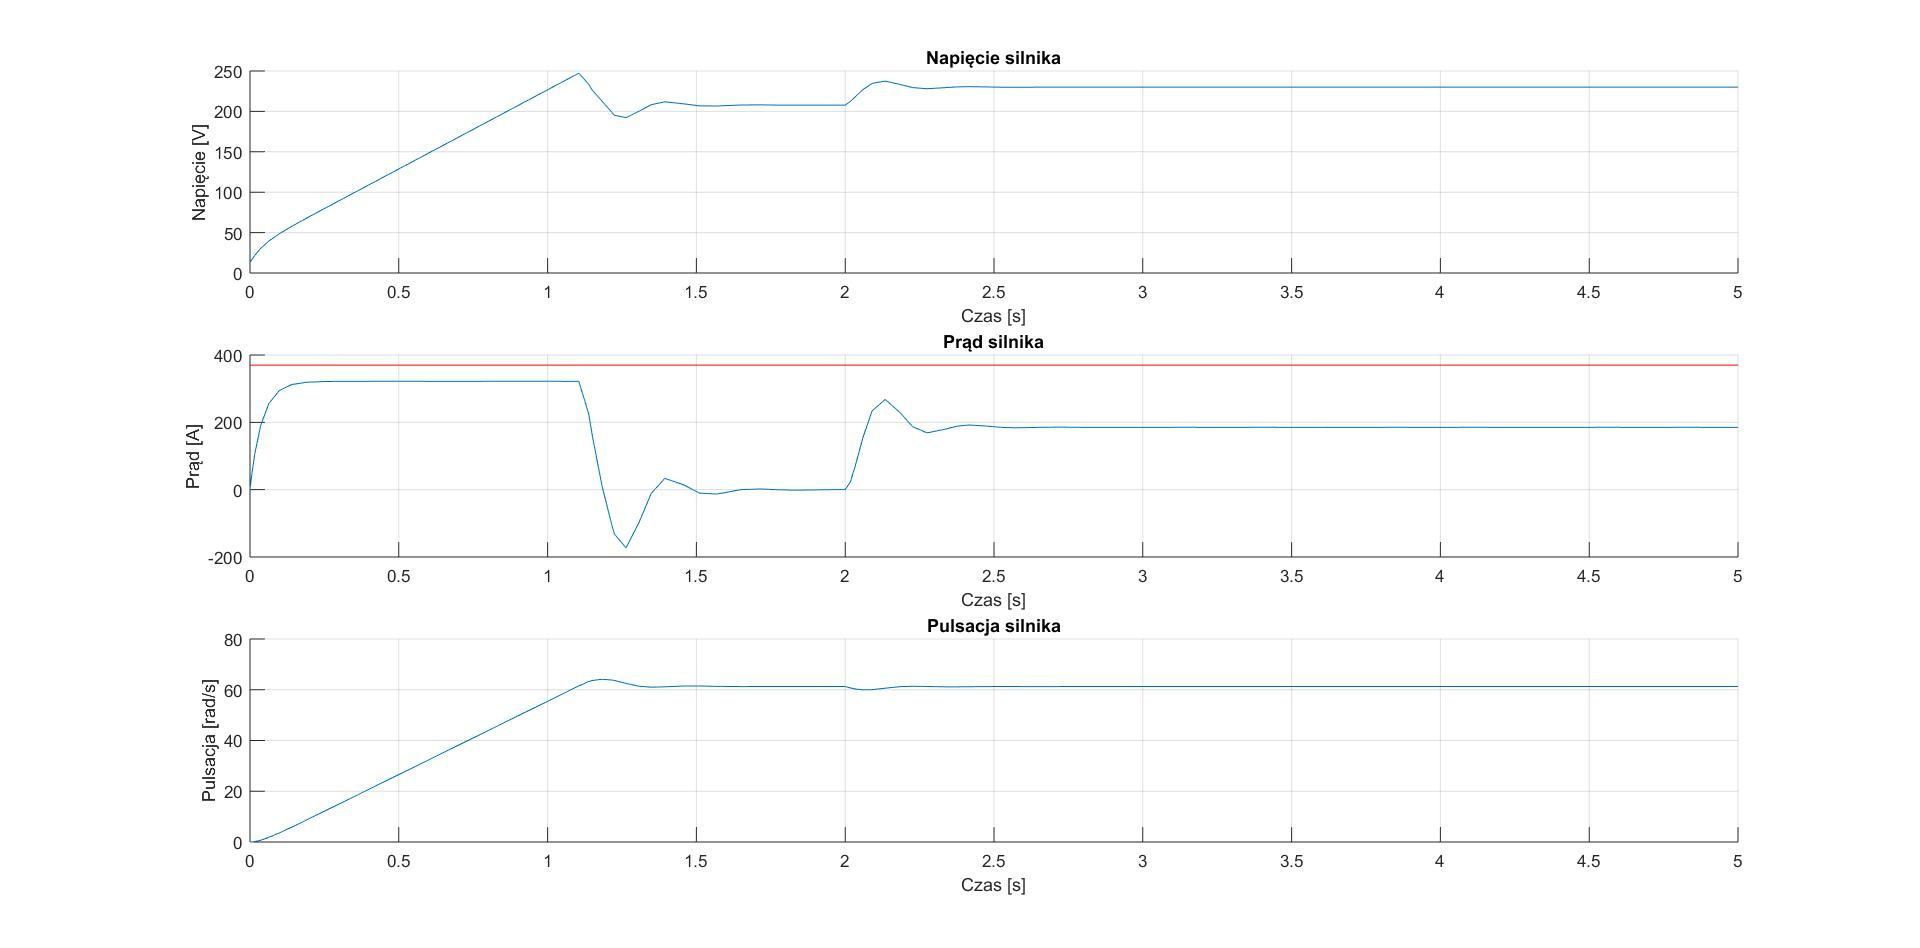 Napięcie silnika
250
200
150
100
50
0
Napięcie [V]
0 0.5 1 1.5 2 2.5 3 3.5 4 4.5 5
Czas [s]
Prąd silnika
400
200
0
-200
Prąd [A]
0 0.5 1 1.5 2 2.5 3 3.5 4 4.5 5
Czas [s]
Pulsacja silnika
80
60
40
20
0
Pulsacja [rad/s]
0 0.5 1 1.5 2 2.5 3 3.5 4 4.5 5
Czas [s]